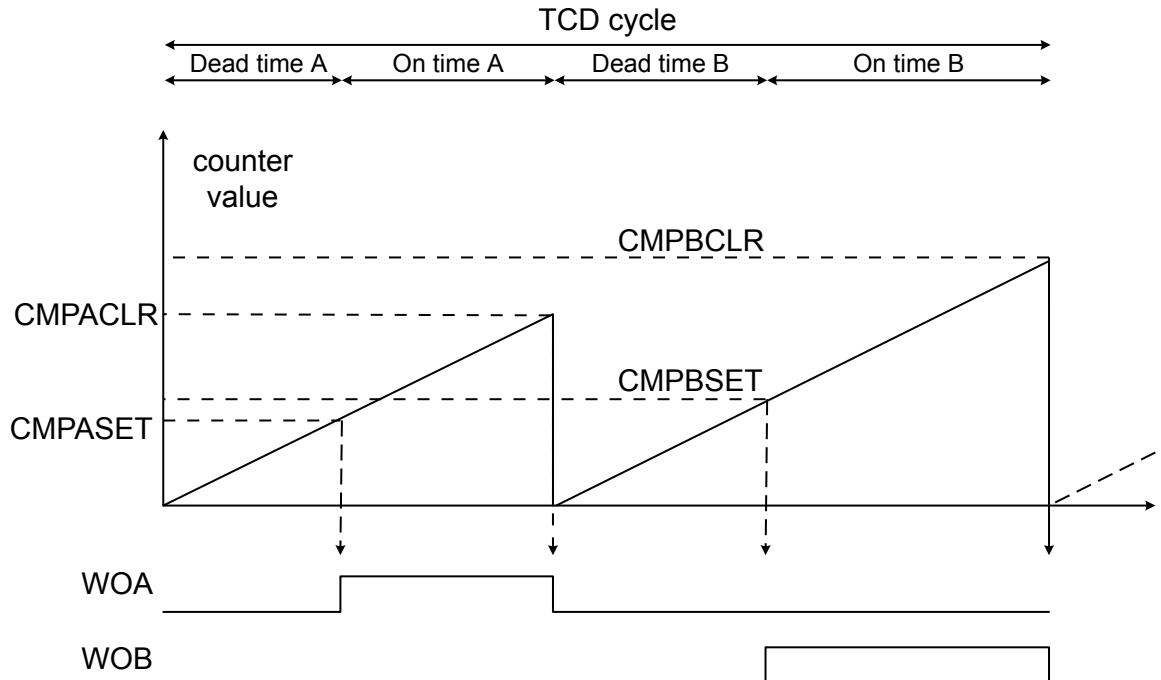 TCD cycle
Dead time A
On time A
Dead time B
On time B
counter
value
CMPBCLR
CMPACLR
CMPBSET
CMPASET
WOA
WOB